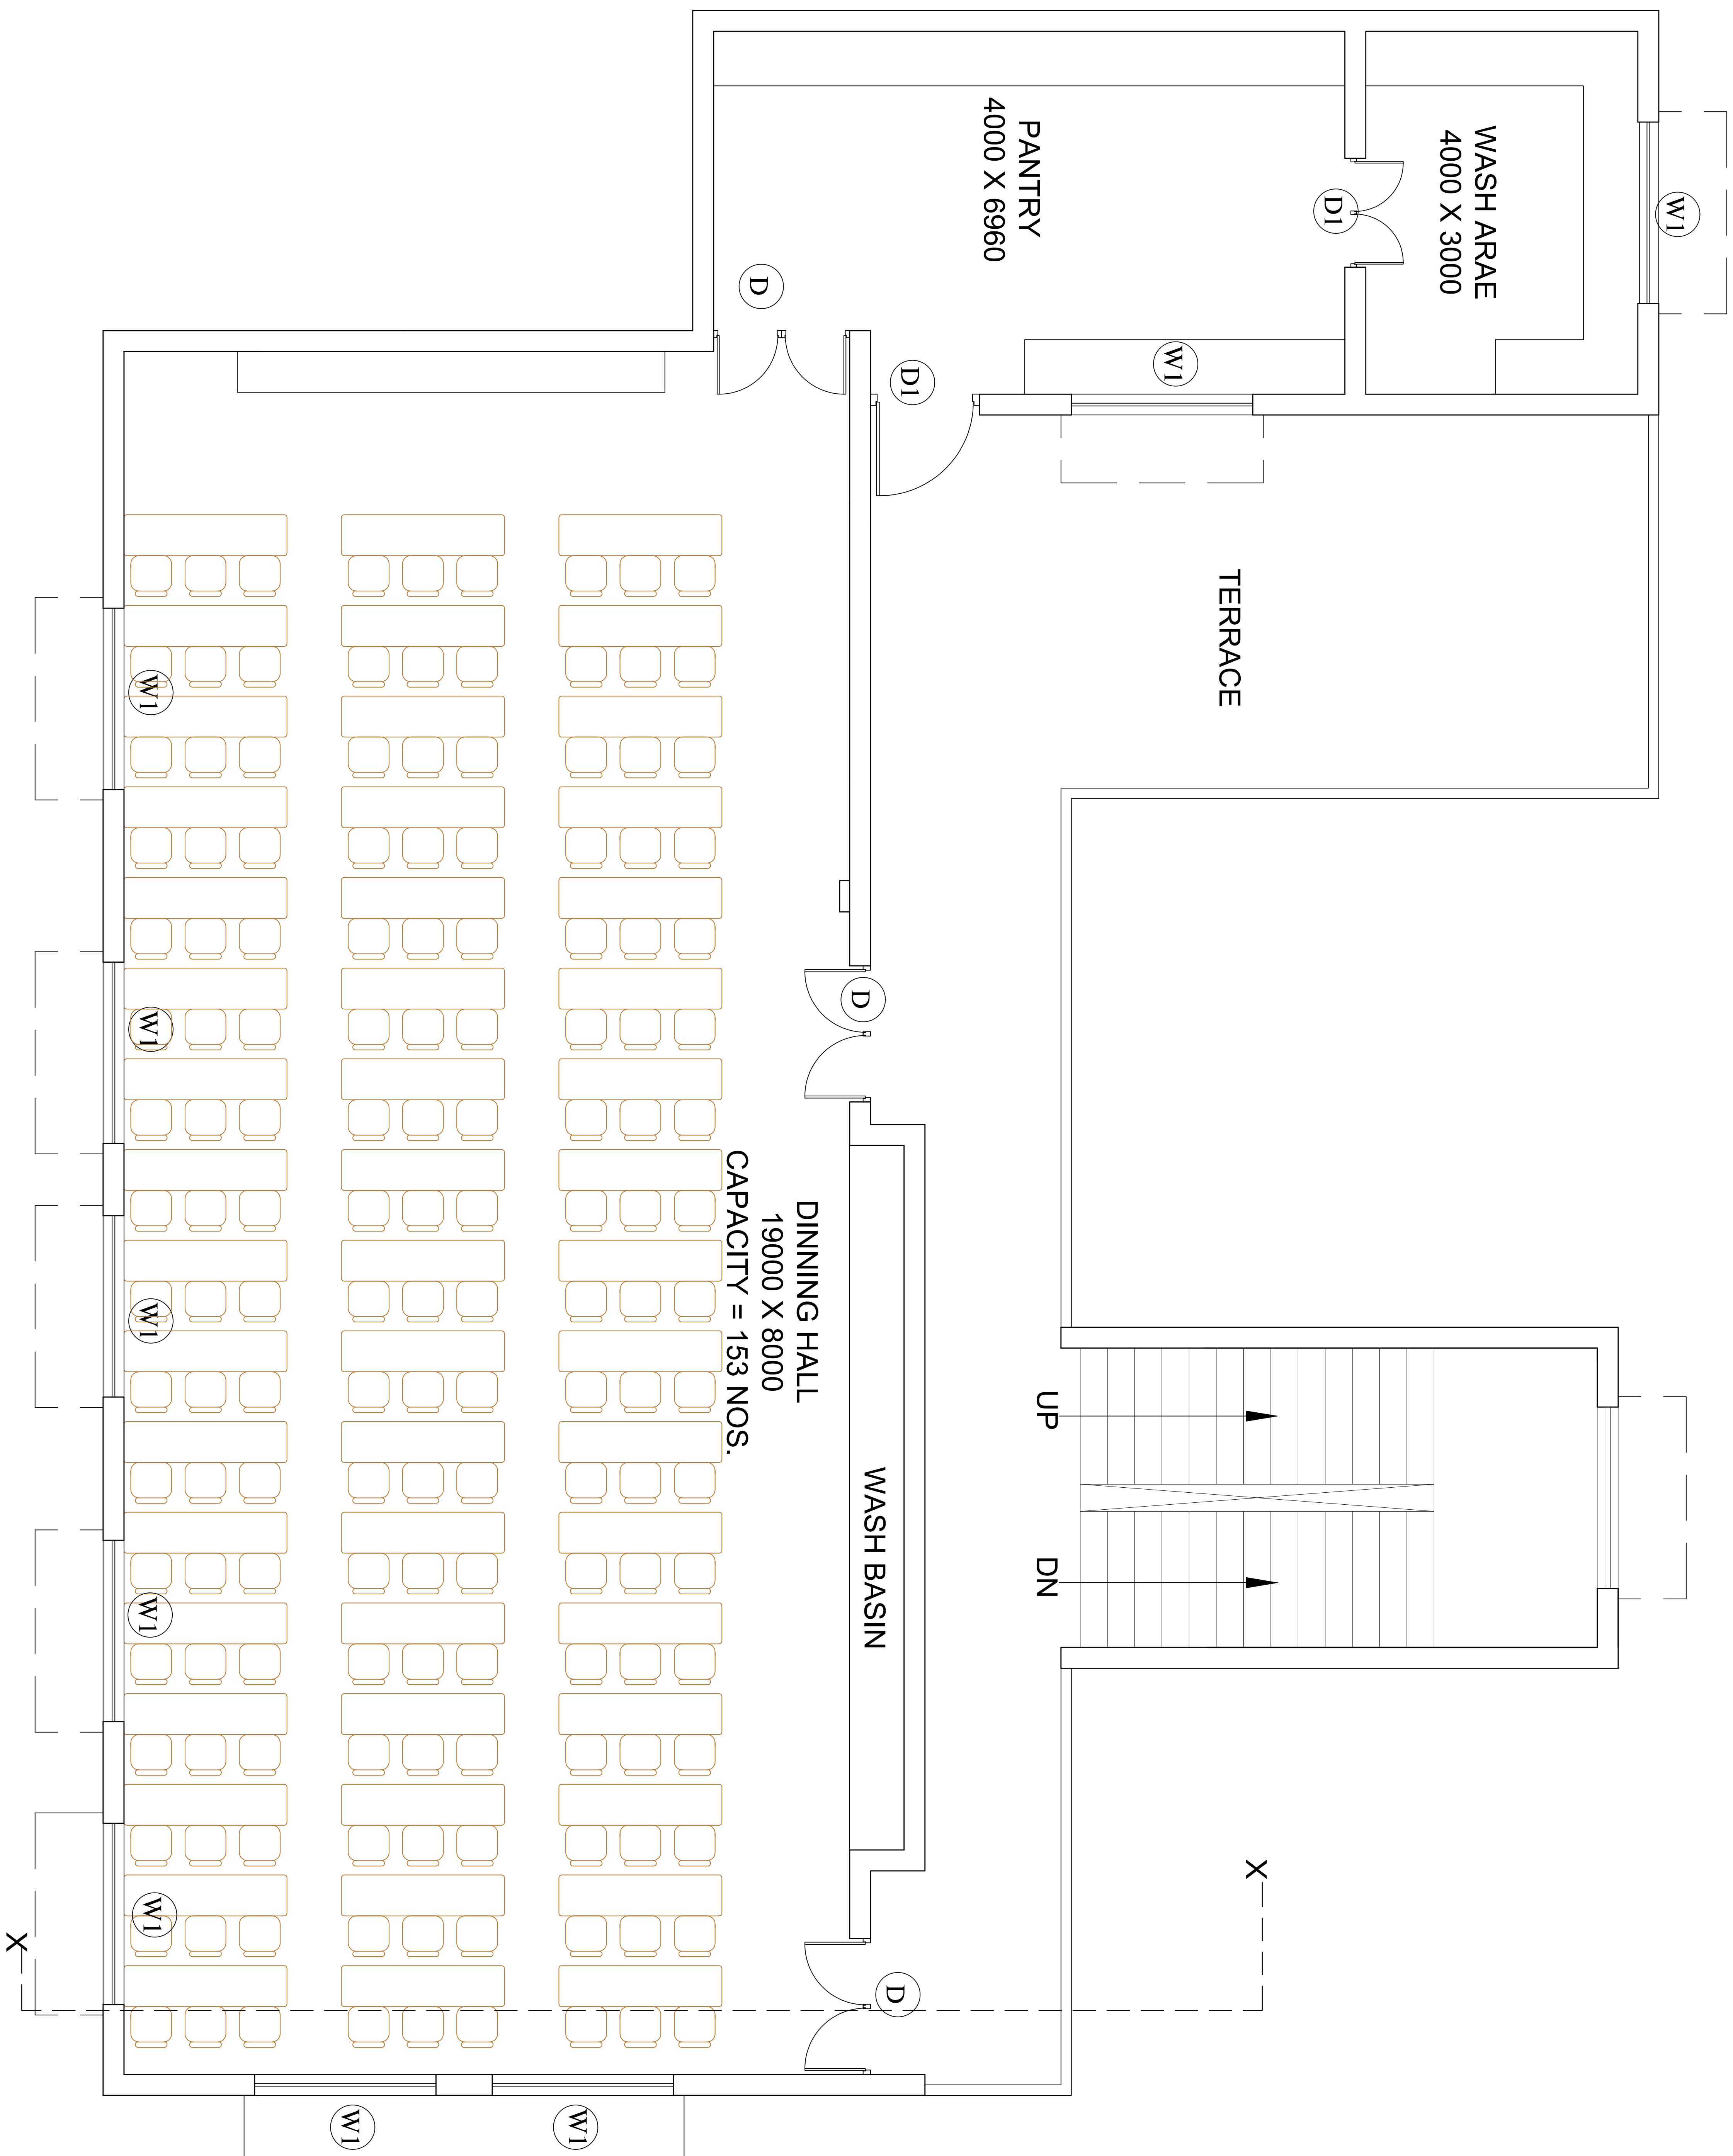 WASH ARAE
4000 X 3000
W1
D1
PANTRY
4000 X 6960
W1
D
D1
TERRACE
W1
D
W1
DINNING HALL
19000 X 8000
CAPACITY = 153 NOS.
W1
WASH BASIN
UP
DN
W1
X
W1
X
D
W1
W1